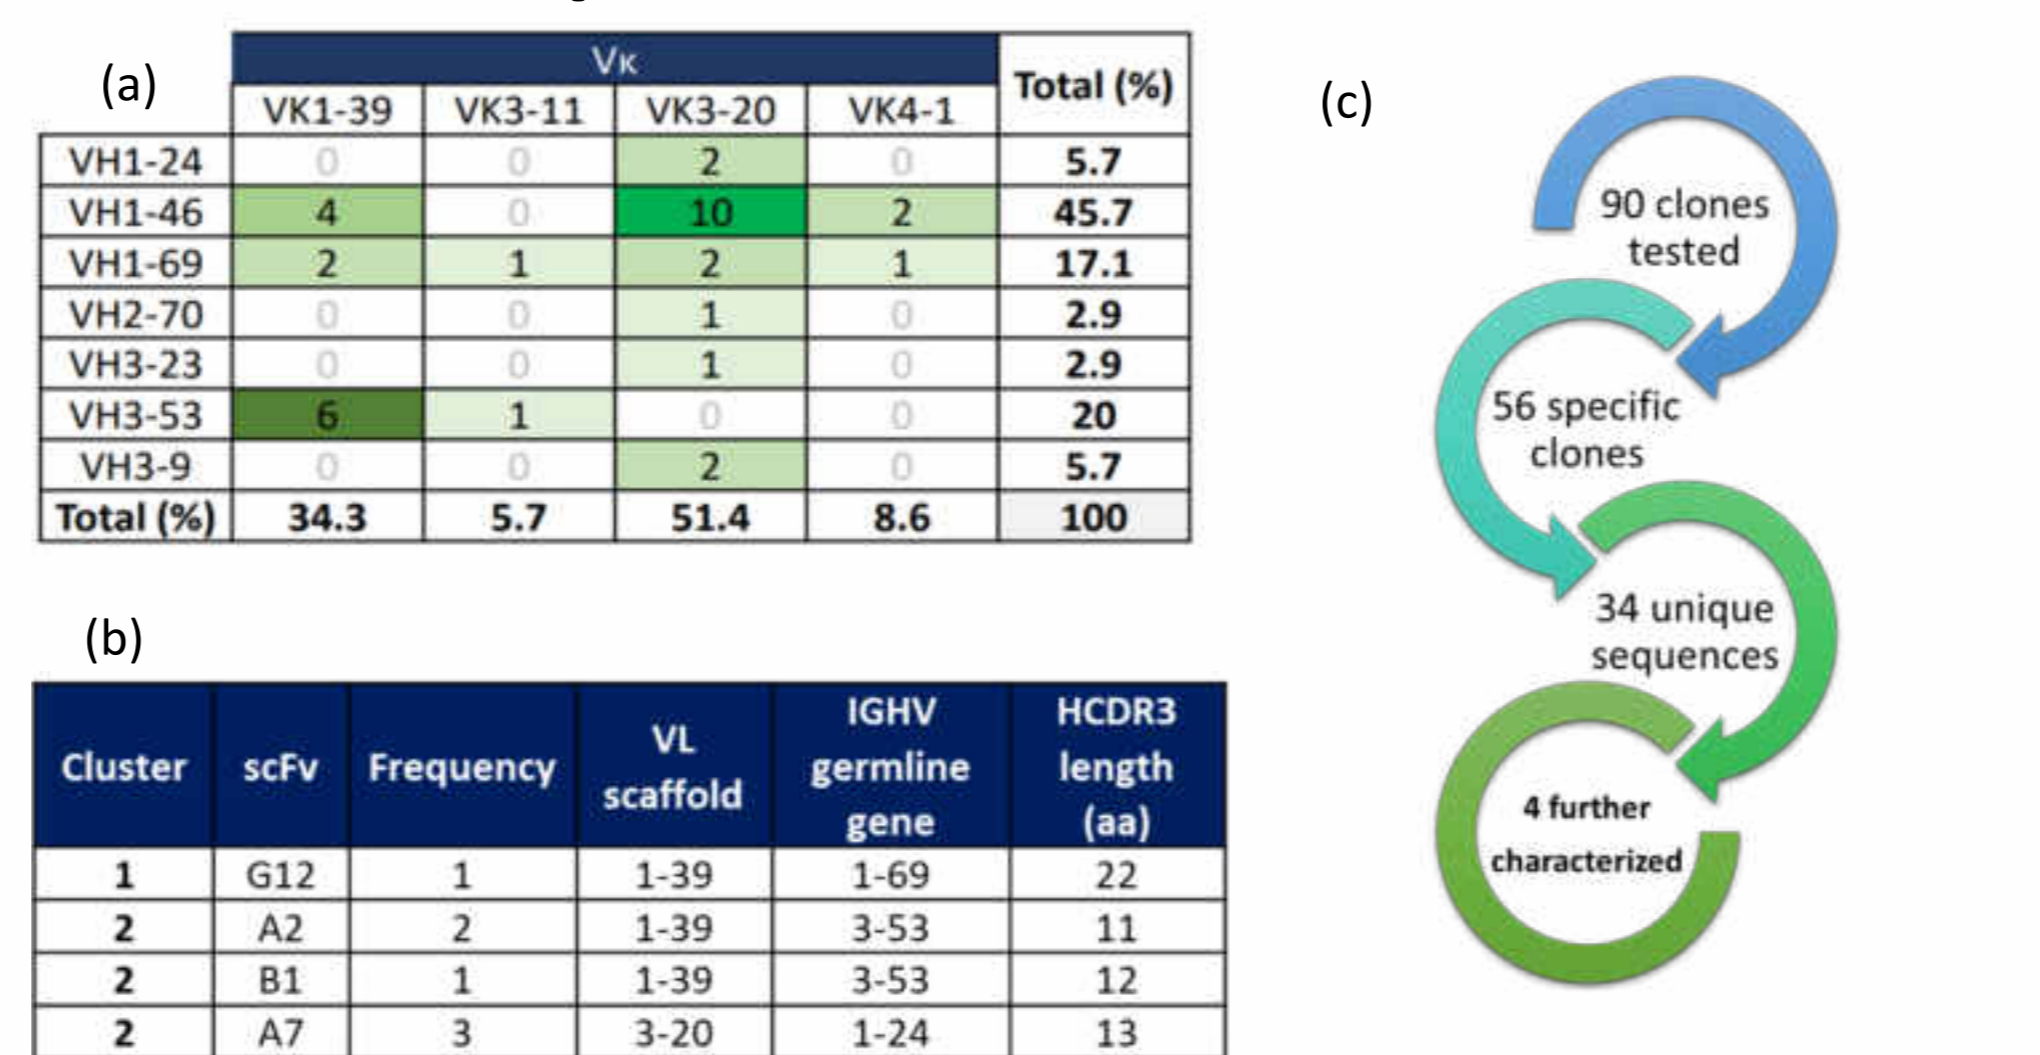 (a)
Vκ Total (%)
VK1-39 VK3-11 VK3-20 VK4-1
VH1-24 0 0 2 0 5.7
VH1-46 4 0 10 2 45.7
VH1-69 2 1 2 1 17.1
VH2-70 0 0 1 0 2.9
VH3-23 0 0 1 0 2.9
VH3-53 6 1 0 0 20
VH3-9 0 0 2 0 5.7
Total (%) 34.3 5.7 51.4 8.6 100
(b)
Cluster scFv Frequency VL scaffold IGHV germline gene HCDR3 length (aa)
1 G12 1 1-39 1-69 22
2 A2 2 1-39 3-53 11
2 B1 1 1-39 3-53 12
2 A7 3 3-20 1-24 13
(c)
90 clones
tested
56 specific
clones
34 unique
sequences
4 further
characterized